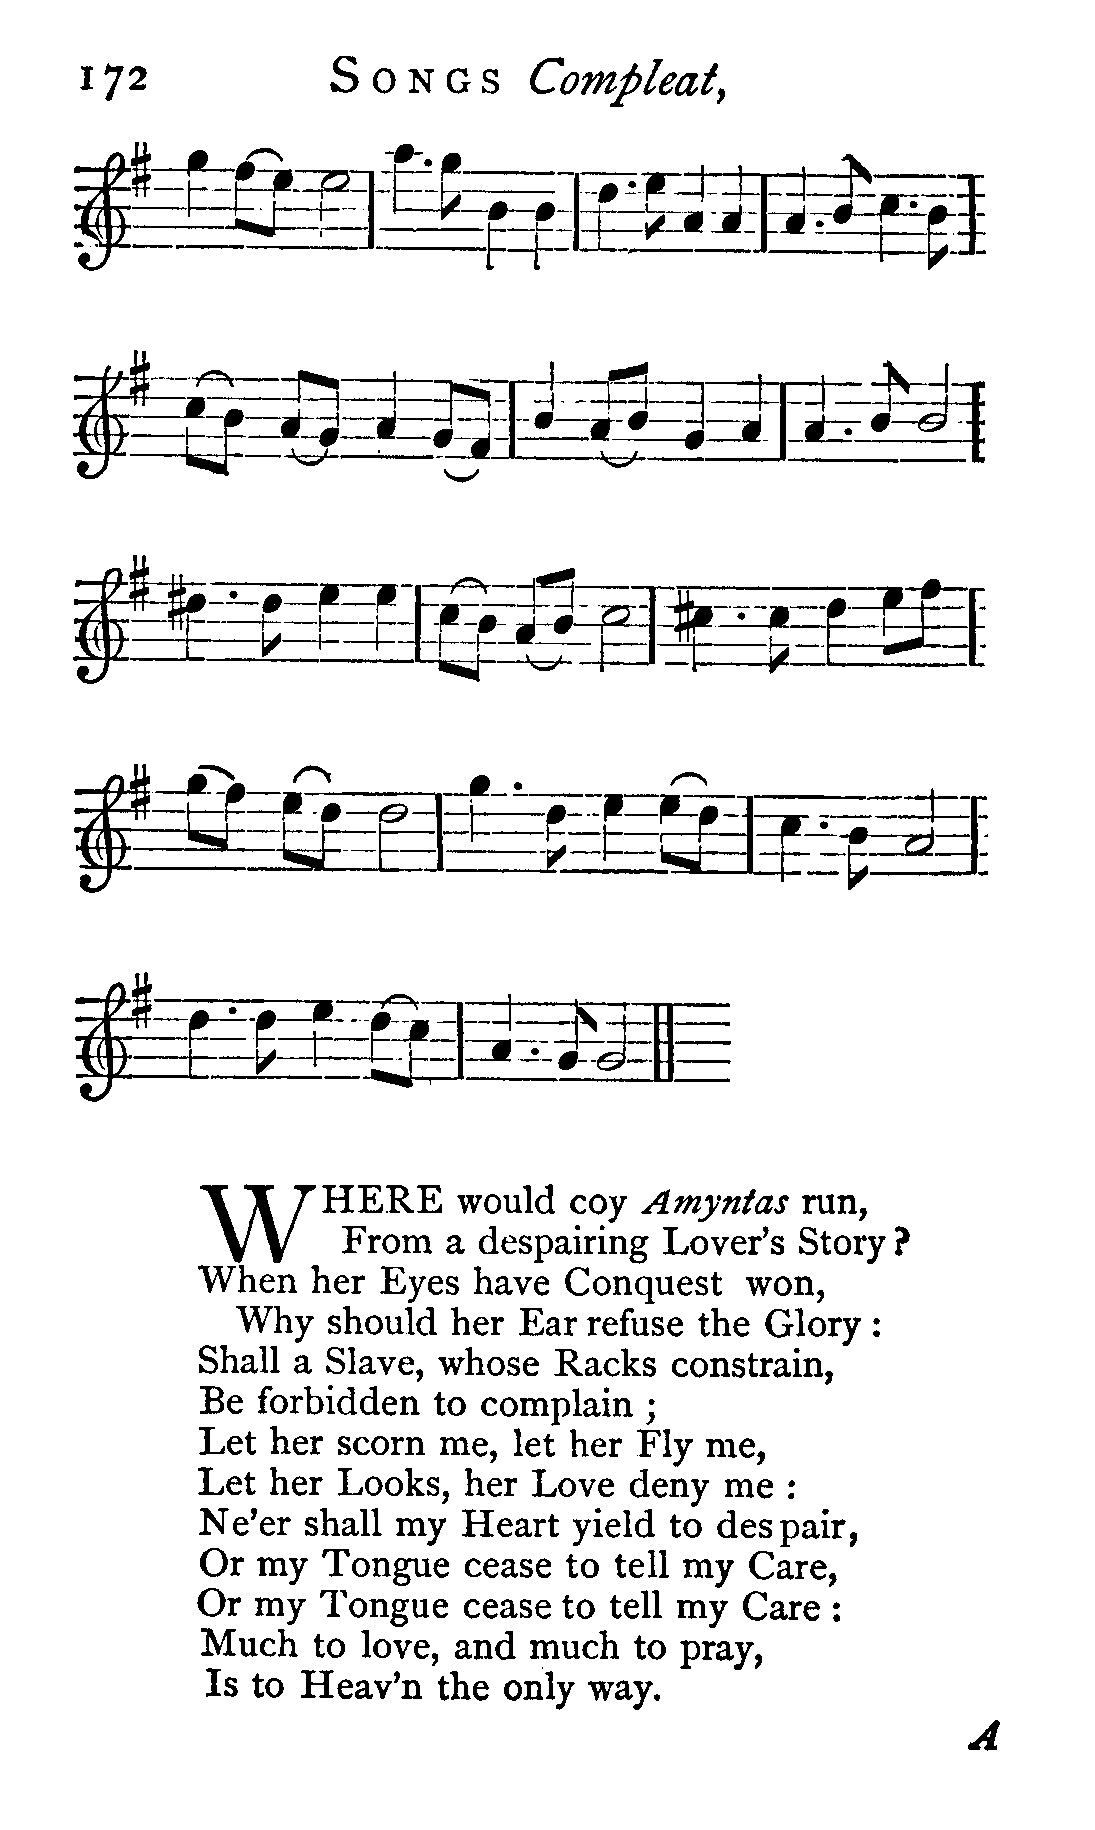 172 SONGS Compleat,
WHERE would coy Amyntas run,
From a despairing Lover's Story?
When her Eyes have Conquest won,
Why should her Ear refuse the Glory:
Shall a Slave, whose Racks constrain,
Be forbidden to complain;
Let her scorn me, let her Fly me,
Let her Looks, her Love deny me:
Ne'er shall my Heart yield to despair,
Or my Tongue cease to tell my Care,
Or my Tongue cease to tell my Care:
Much to love, and much to pray,
Is to Heav'n the only way.
A